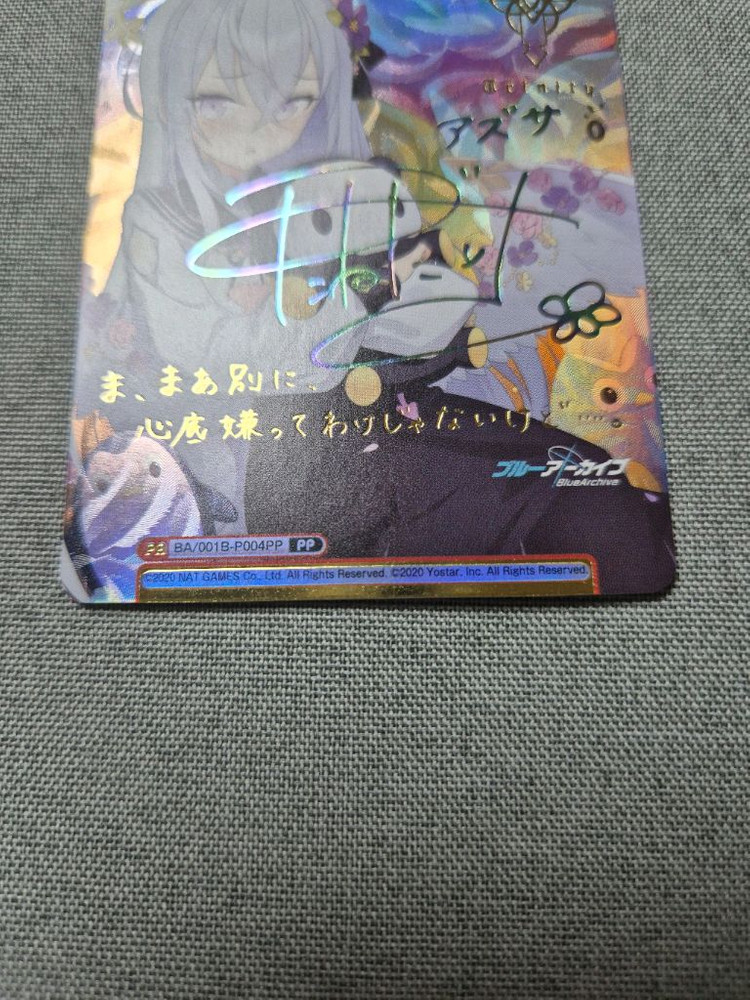 Trinity
アズサ
ま、まあ別に、
心底嫌ってわけじゃないけど……。
ブルーアーカイブ
BlueArchive
PR BA/001B-P004PP PP
©2020 NAT GAMES Co., Ltd. All Rights Reserved. ©2020 Yostar, Inc. All Rights Reserved.